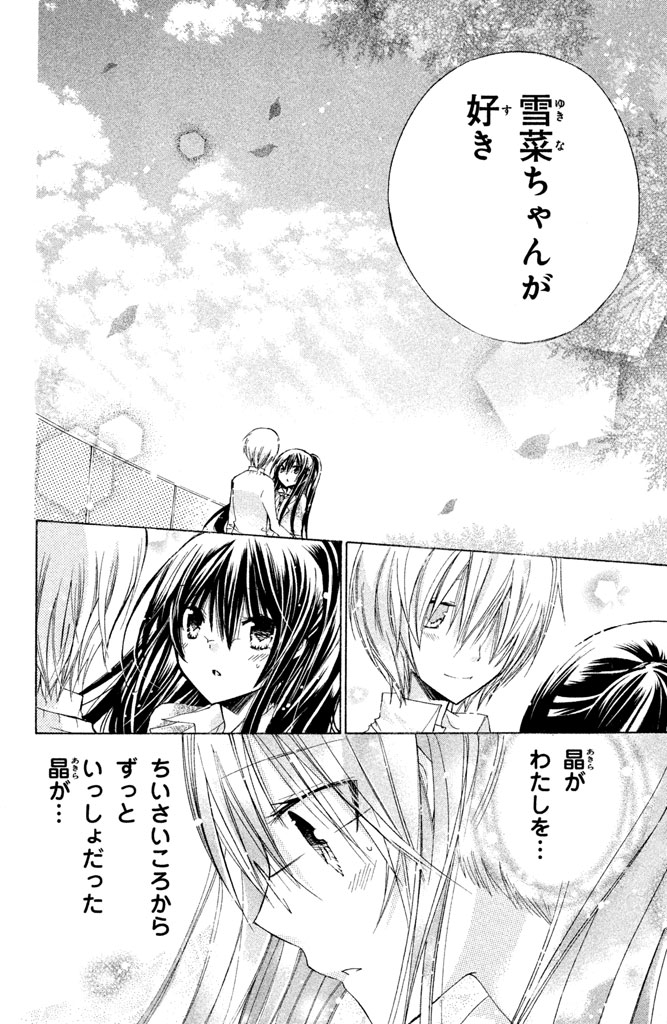 雪菜ちゃんが
好き
晶が
わたしを…
ちいさいころから
ずっと
いっしょだった
晶が…